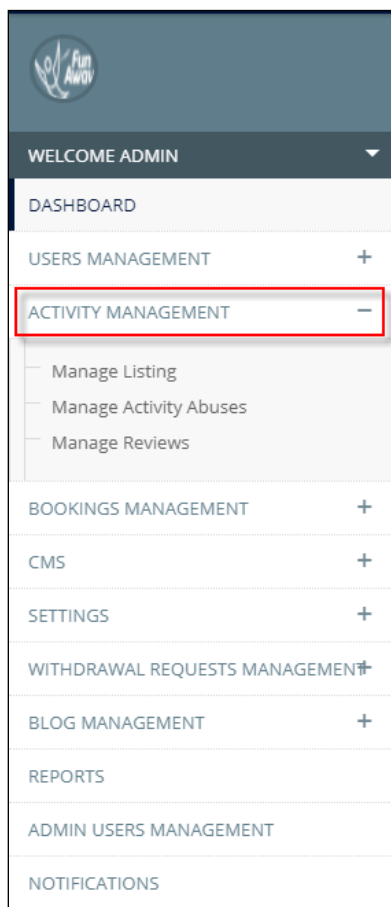 Fun
Away
WELCOME ADMIN
DASHBOARD
USERS MANAGEMENT +
ACTIVITY MANAGEMENT −
Manage Listing
Manage Activity Abuses
Manage Reviews
BOOKINGS MANAGEMENT +
CMS +
SETTINGS +
WITHDRAWAL REQUESTS MANAGEMENT +
BLOG MANAGEMENT +
REPORTS
ADMIN USERS MANAGEMENT
NOTIFICATIONS